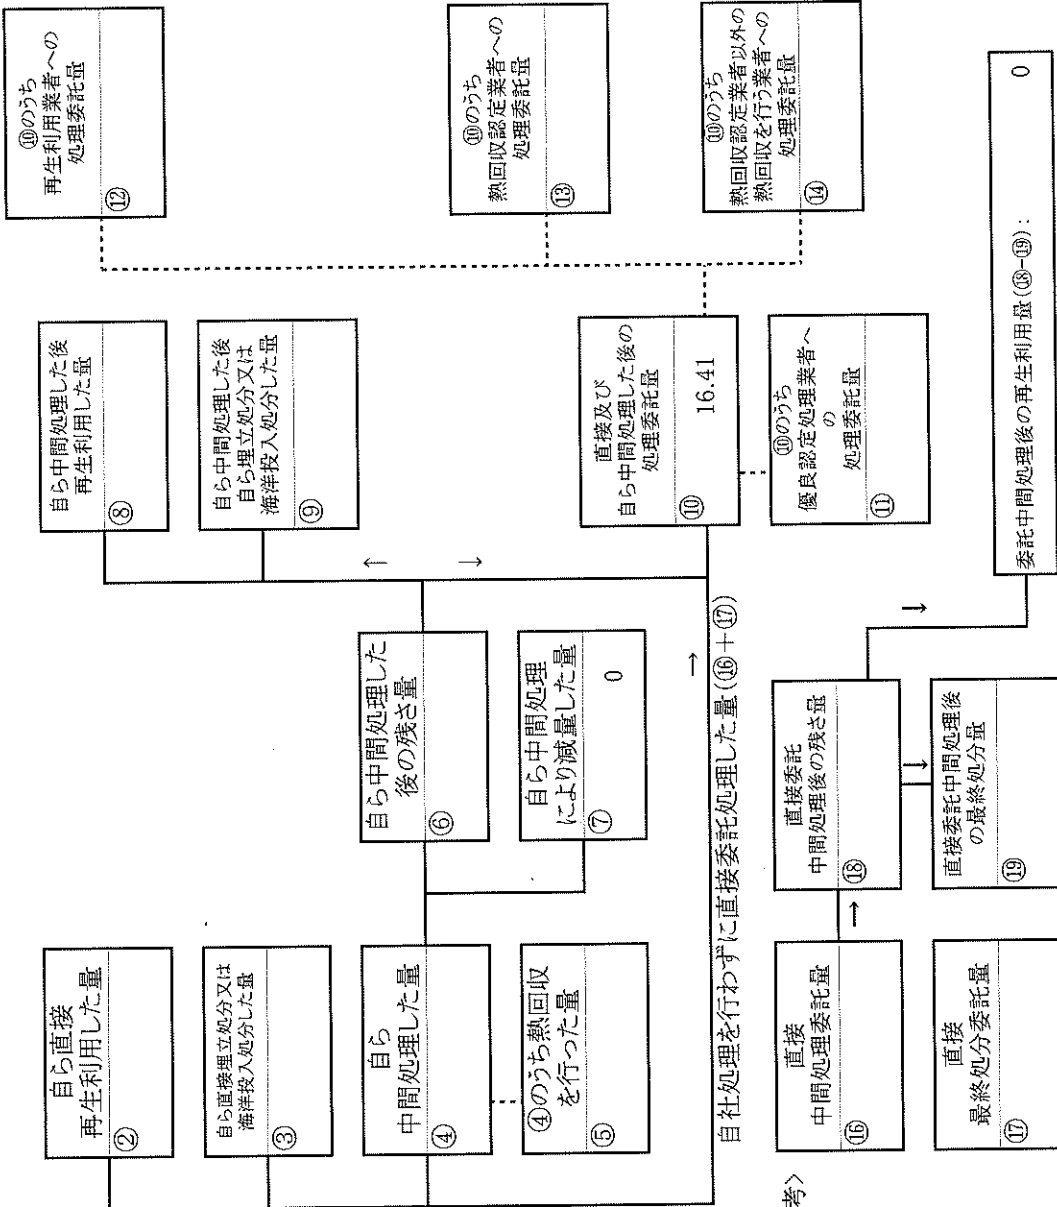 自ら直接
再生利用した量
②
自ら直接埋立処分又は
海洋投入処分した量
③
自ら
中間処理した量
④
④のうち熱回収
を行った量
⑤
自ら中間処理した
後の残さ量
⑥
自ら中間処理
により減量した量
⑦
0
自ら中間処理した後
再生利用した量
⑧
自ら中間処理した後
自ら埋立処分又は
海洋投入処分した量
⑨
↑
↓
直接及び
自ら中間処理した後の
処理委託量
⑩
16.41
⑩のうち
優良認定処理業者へ
の
処理委託量
⑪
⑩のうち
再生利用業者への
処理委託量
⑫
⑩のうち
熱回収認定業者への
処理委託量
⑬
⑩のうち
熱回収認定業者以外の
熱回収を行う業者への
処理委託量
⑭
自社処理を行わずに直接委託処理した量(⑯+⑰)
→
考>
直接
中間処理委託量
⑯
→
直接
最終処分委託量
⑰
直接委託
中間処理後の残さ量
⑱
↓
直接委託中間処理後
の最終処分量
⑲
↓
委託中間処理後の再生利用量(⑱-⑲):
0